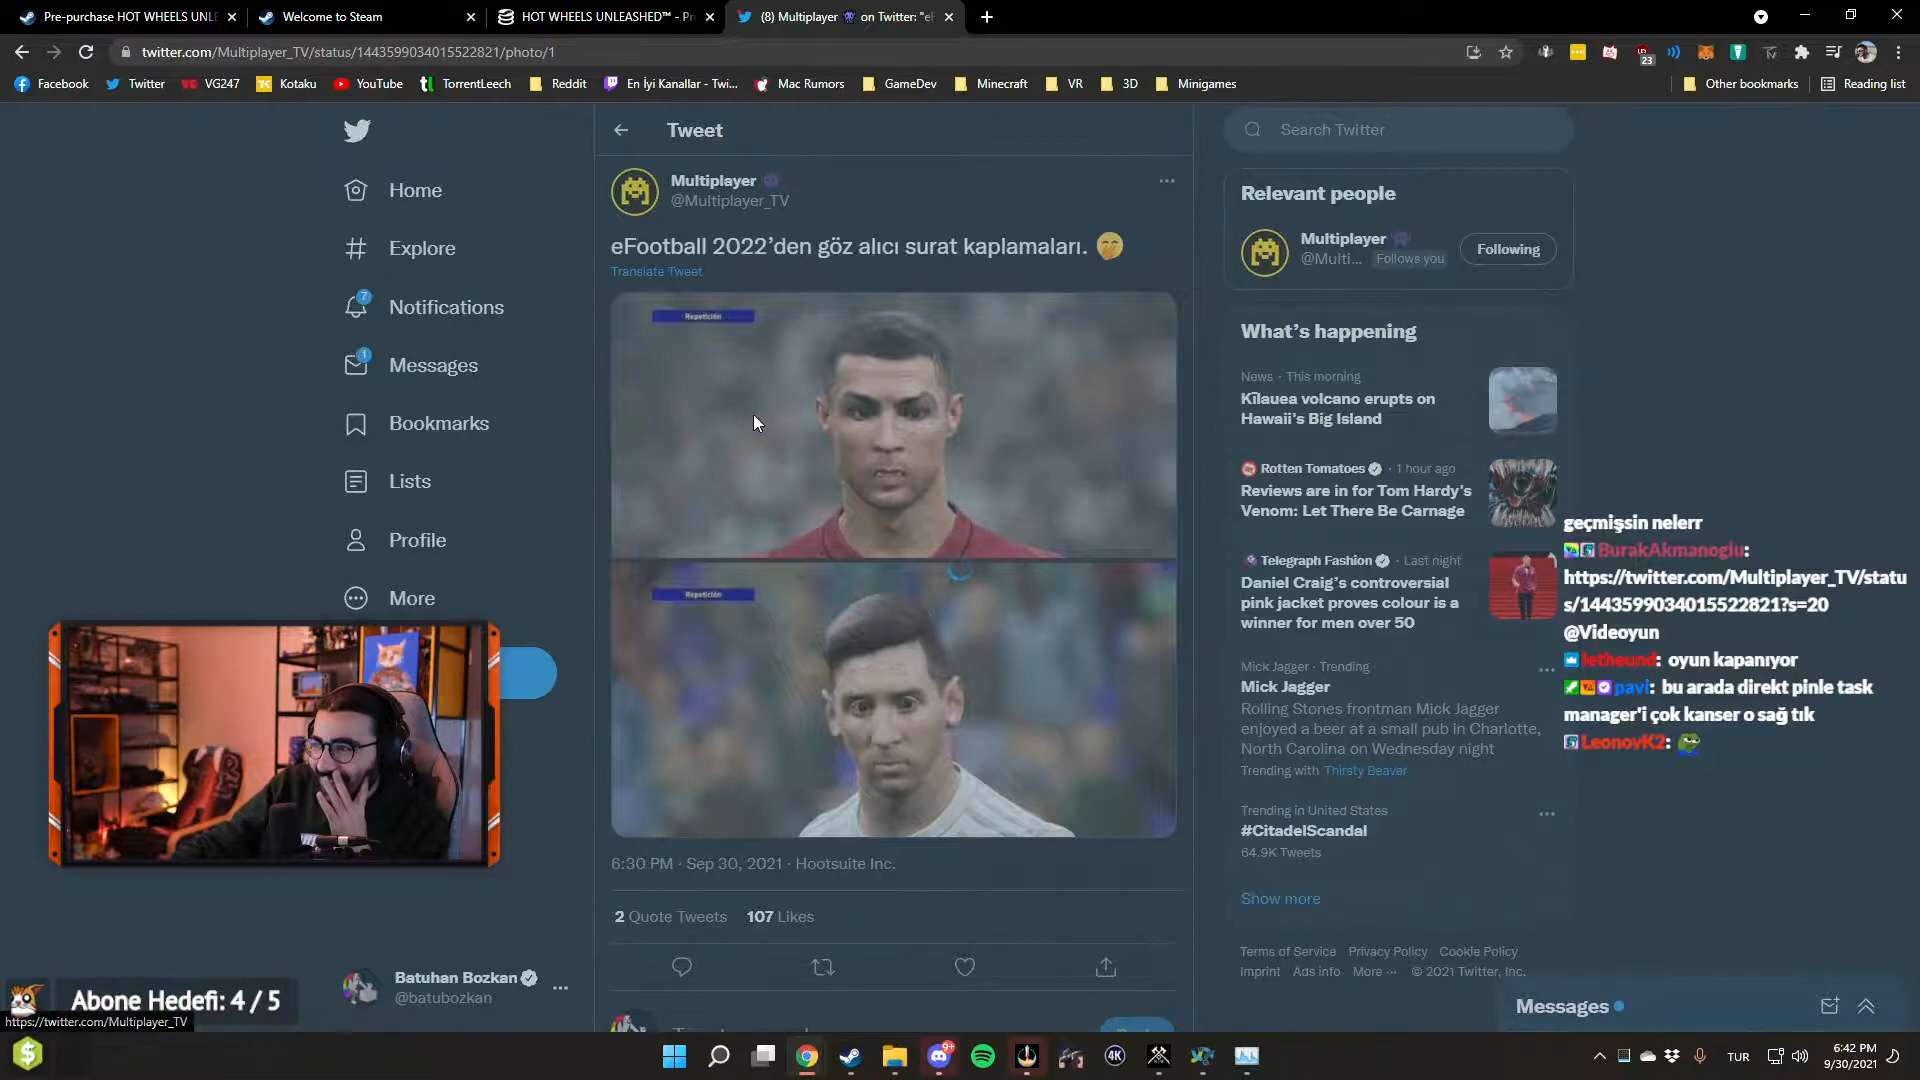 Pre-purchase HOT WHEELS UNLE
Welcome to Steam
HOT WHEELS UNLEASHED™ - Pr
(8) Multiplayer on Twitter: "eF
twitter.com/Multiplayer_TV/status/1443599034015522821/photo/1
23
Facebook
Twitter
VG247
Kotaku
YouTube
TorrentLeech
Reddit
En İyi Kanallar - Twi...
Mac Rumors
GameDev
Minecraft
VR
3D
Minigames
Other bookmarks
Reading list
Home
Explore
7
Notifications
1
Messages
Bookmarks
Lists
Profile
More
Batuhan Bozkan
@batubozkan
Tweet
Multiplayer
@Multiplayer_TV
eFootball 2022’den göz alıcı surat kaplamaları.
Translate Tweet
Repetición
Repetición
6:30 PM · Sep 30, 2021 · Hootsuite Inc.
2 Quote Tweets 107 Likes
Search Twitter
Relevant people
Multiplayer
@Multi... Follows you
Following
What’s happening
News · This morning
Kīlauea volcano erupts on
Hawaii's Big Island
Rotten Tomatoes · 1 hour ago
Reviews are in for Tom Hardy’s
Venom: Let There Be Carnage
Telegraph Fashion · Last night
Daniel Craig’s controversial
pink jacket proves colour is a
winner for men over 50
Mick Jagger · Trending
Mick Jagger
Rolling Stones frontman Mick Jagger
enjoyed a beer at a small pub in Charlotte,
North Carolina on Wednesday night
Trending with Thirsty Beaver
Trending in United States
#CitadelScandal
64.9K Tweets
Show more
Terms of Service Privacy Policy Cookie Policy
Imprint Ads info More ··· © 2021 Twitter, Inc.
Messages
geçmişsin nelerr
BurakAkmanoglu:
https://twitter.com/Multiplayer_TV/statu
s/1443599034015522821?s=20
@Videoyun
letheund: oyun kapanıyor
pavi: bu arada direkt pinle task
manager'i çok kanser o sağ tık
LeonovK2:
Abone Hedefi: 4 / 5
https://twitter.com/Multiplayer_TV
9+
4K
TUR
6:42 PM
9/30/2021